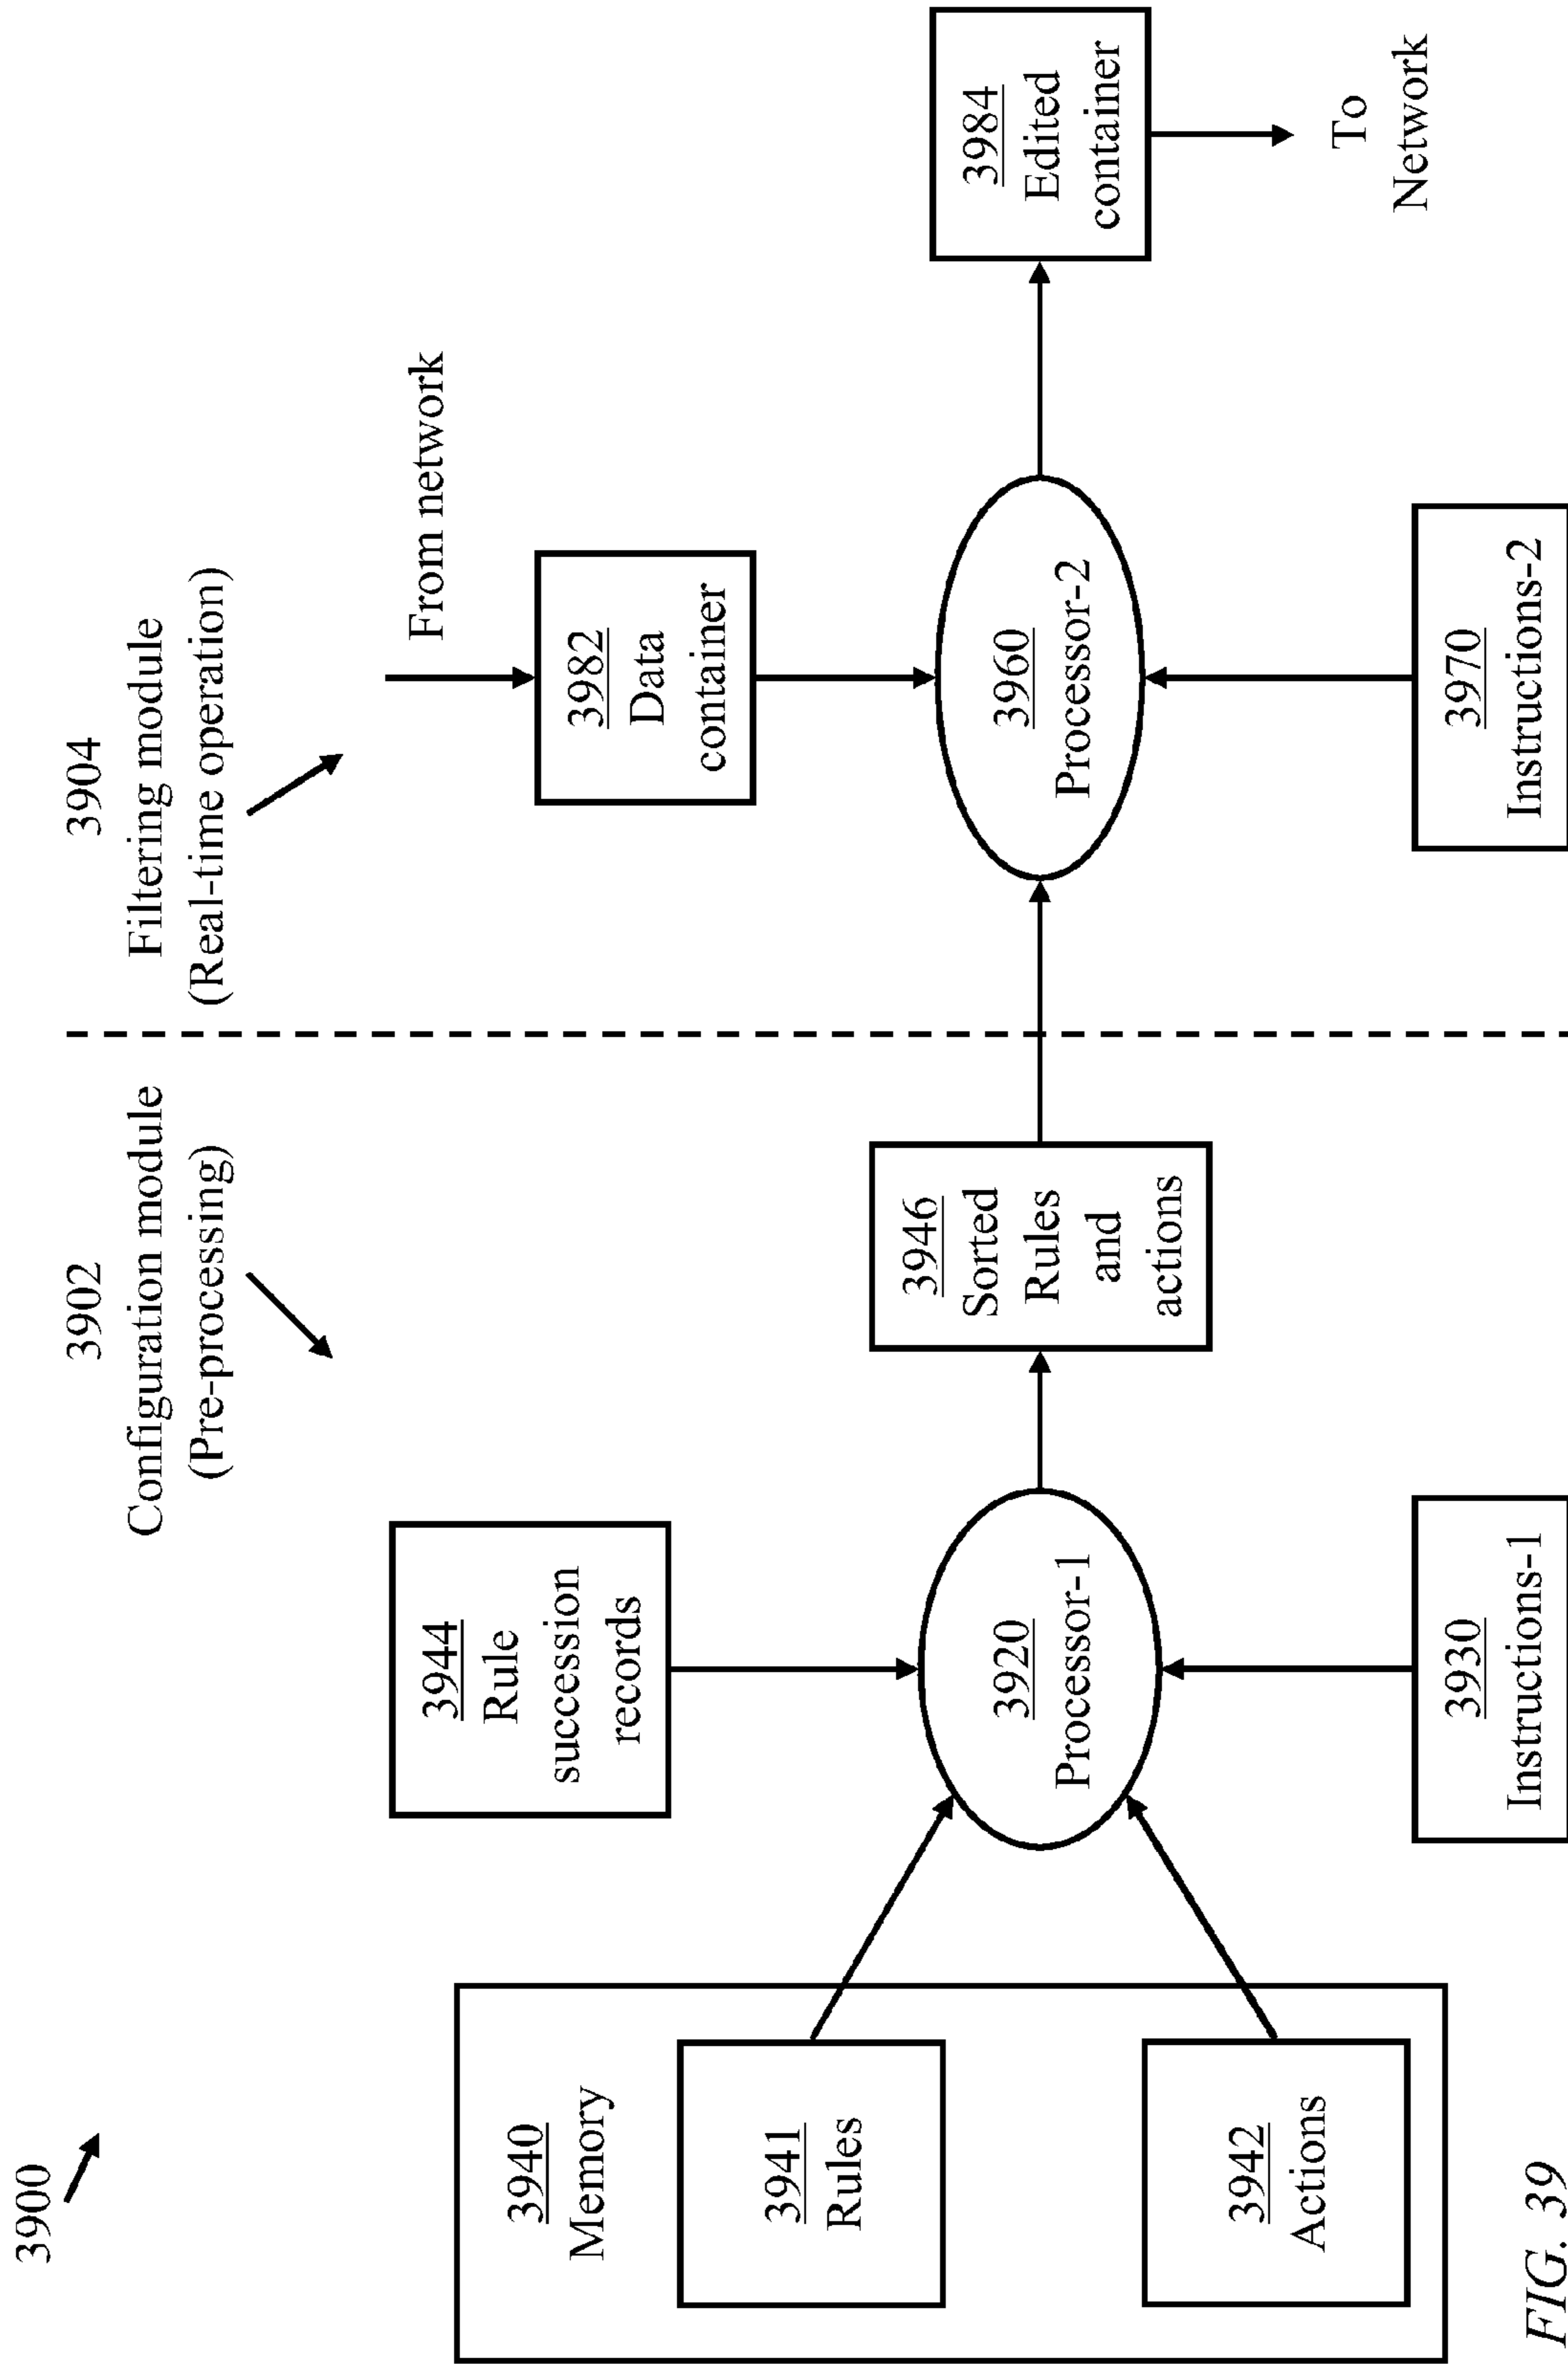 3900
3902
Configuration module
(Pre-processing)
3904
Filtering module
(Real-time operation)
3940
Memory
3941
Rules
3942
Actions
3944
Rule
succession
records
3920
Processor-1
3930
Instructions-1
3946
Sorted
Rules
and
actions
From network
3982
Data
container
3960
Processor-2
3970
Instructions-2
3984
Edited
container
To
Network
FIG. 39